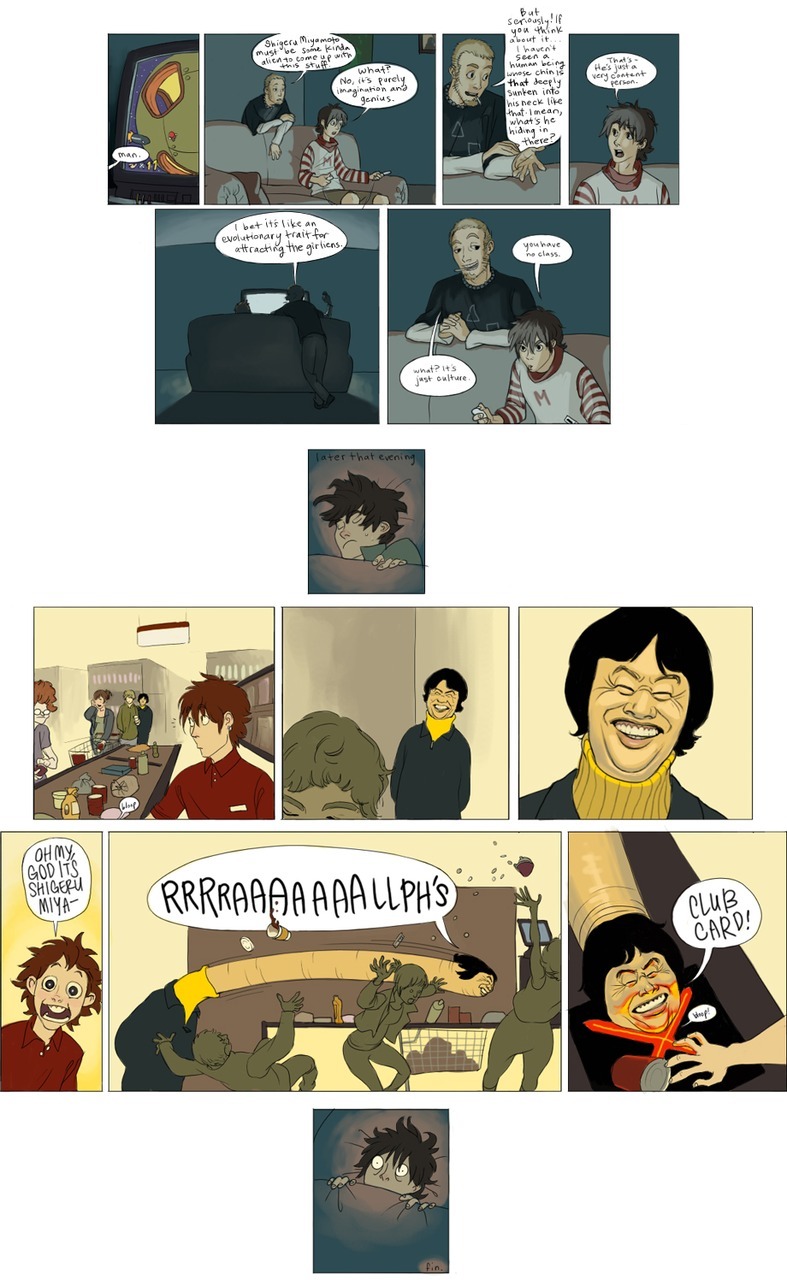 man.
Shigeru Miyamoto
must be some kinda
alien to come up with
this stuff.
What?
No, it's purely
imagination and
genius.
But
seriously! If
you think
about it...
I haven't
seen a
human being
whose chin is
that deeply
sunken into
his neck like
that. I mean,
what's he
hiding in
there?
That's-
He's just a
very content
person.
M
I bet it's like an
evolutionary trait for
attracting the girliens.
you have
no class.
what? It's
just culture.
M
later that evening
bloop
OH MY
GOD ITS
SHIGERU
MIYA-
RRRRAAAAAAAALLPH'S
CLUB
CARD!
bloop!
fin.